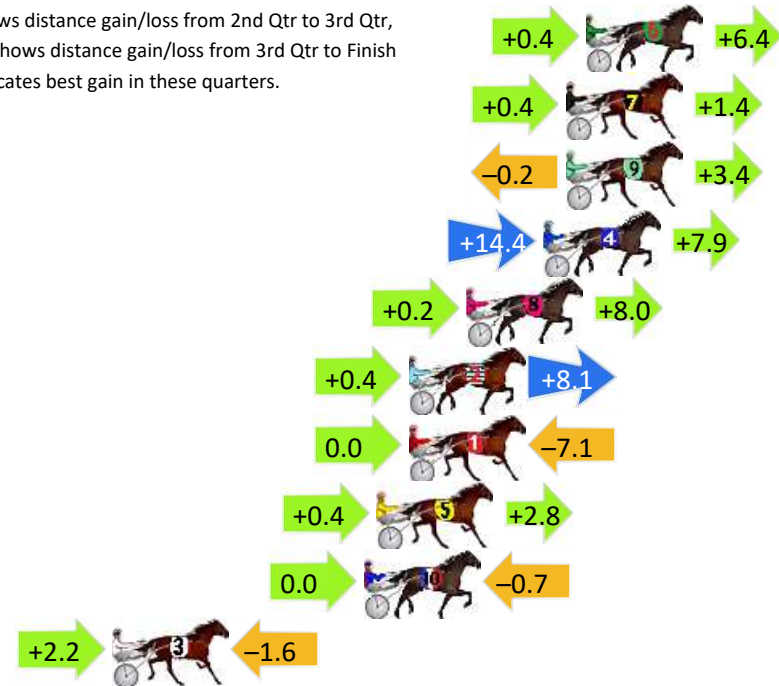 ws distance gain/loss from 2nd Qtr to 3rd Qtr,
hows distance gain/loss from 3rd Qtr to Finish
cates best gain in these quarters.
+0.4 6 +6.4
+0.4 7 +1.4
–0.2 9 +3.4
+14.4 4 +7.9
+0.2 8 +8.0
+0.4 2 +8.1
0.0 1 –7.1
+0.4 5 +2.8
0.0 10 –0.7
+2.2 3 –1.6